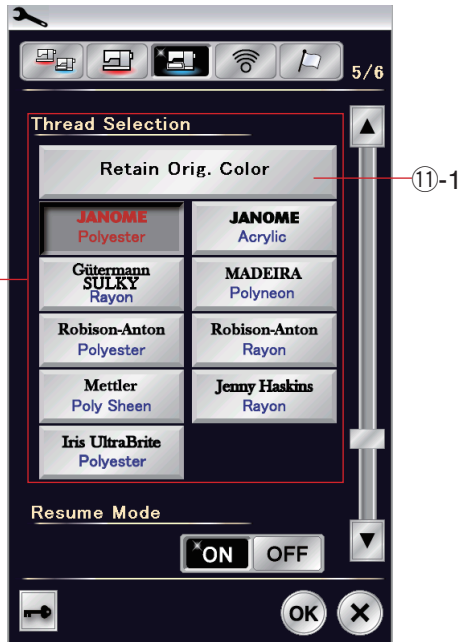 5/6
Thread Selection
Retain Orig. Color
⑪-1
JANOME
Polyester
JANOME
Acrylic
Gütermann
SULKY
Rayon
MADEIRA
Polyneon
Robison-Anton
Polyester
Robison-Anton
Rayon
Mettler
Poly Sheen
Jenny Haskins
Rayon
Iris UltraBrite
Polyester
Resume Mode
ON OFF
OK X